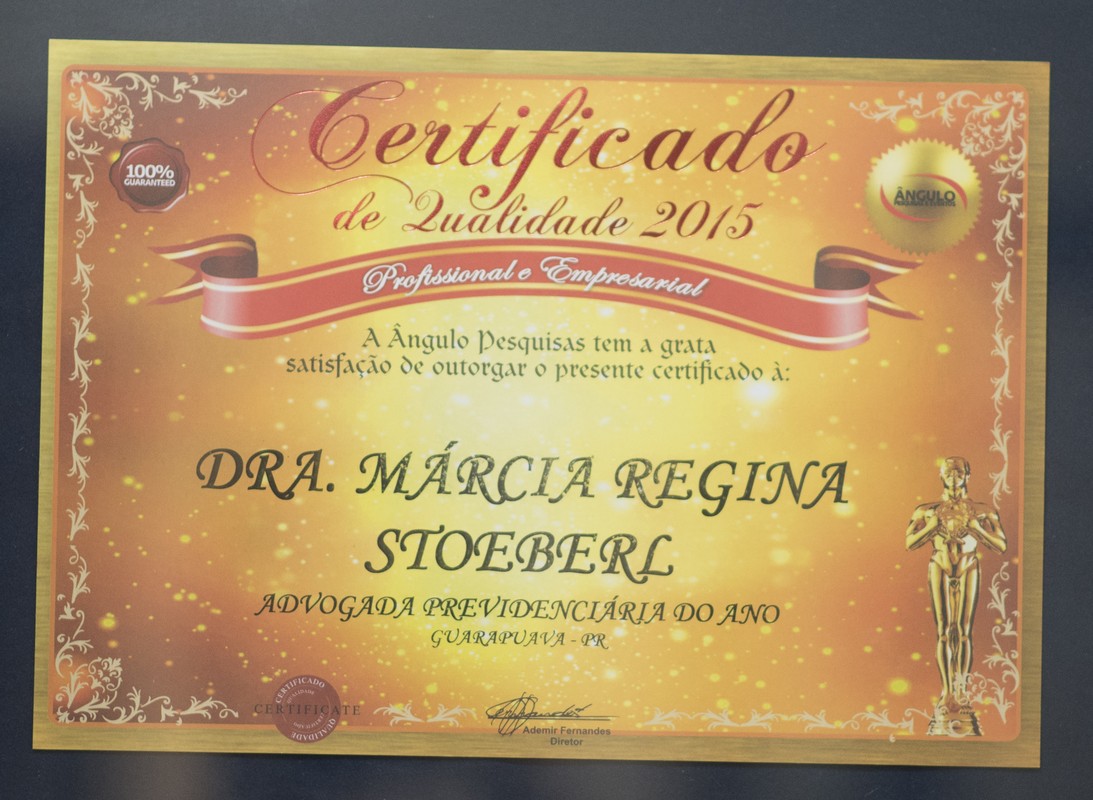 Certificado
de Qualidade 2015
100%
GUARANTEED
ÂNGULO
Profissional e Empresarial
A Ângulo Pesquisas tem a grata
satisfação de outorgar o presente certificado à:
DRA. MÁRCIA REGINA
STOEBERL
ADVOGADA PREVIDENCIÁRIA DO ANO
GUARAPUAVA - PR
CERTIFICADO
CERTIFICATE
QUALIDADE
Ademir Fernandes
Diretor